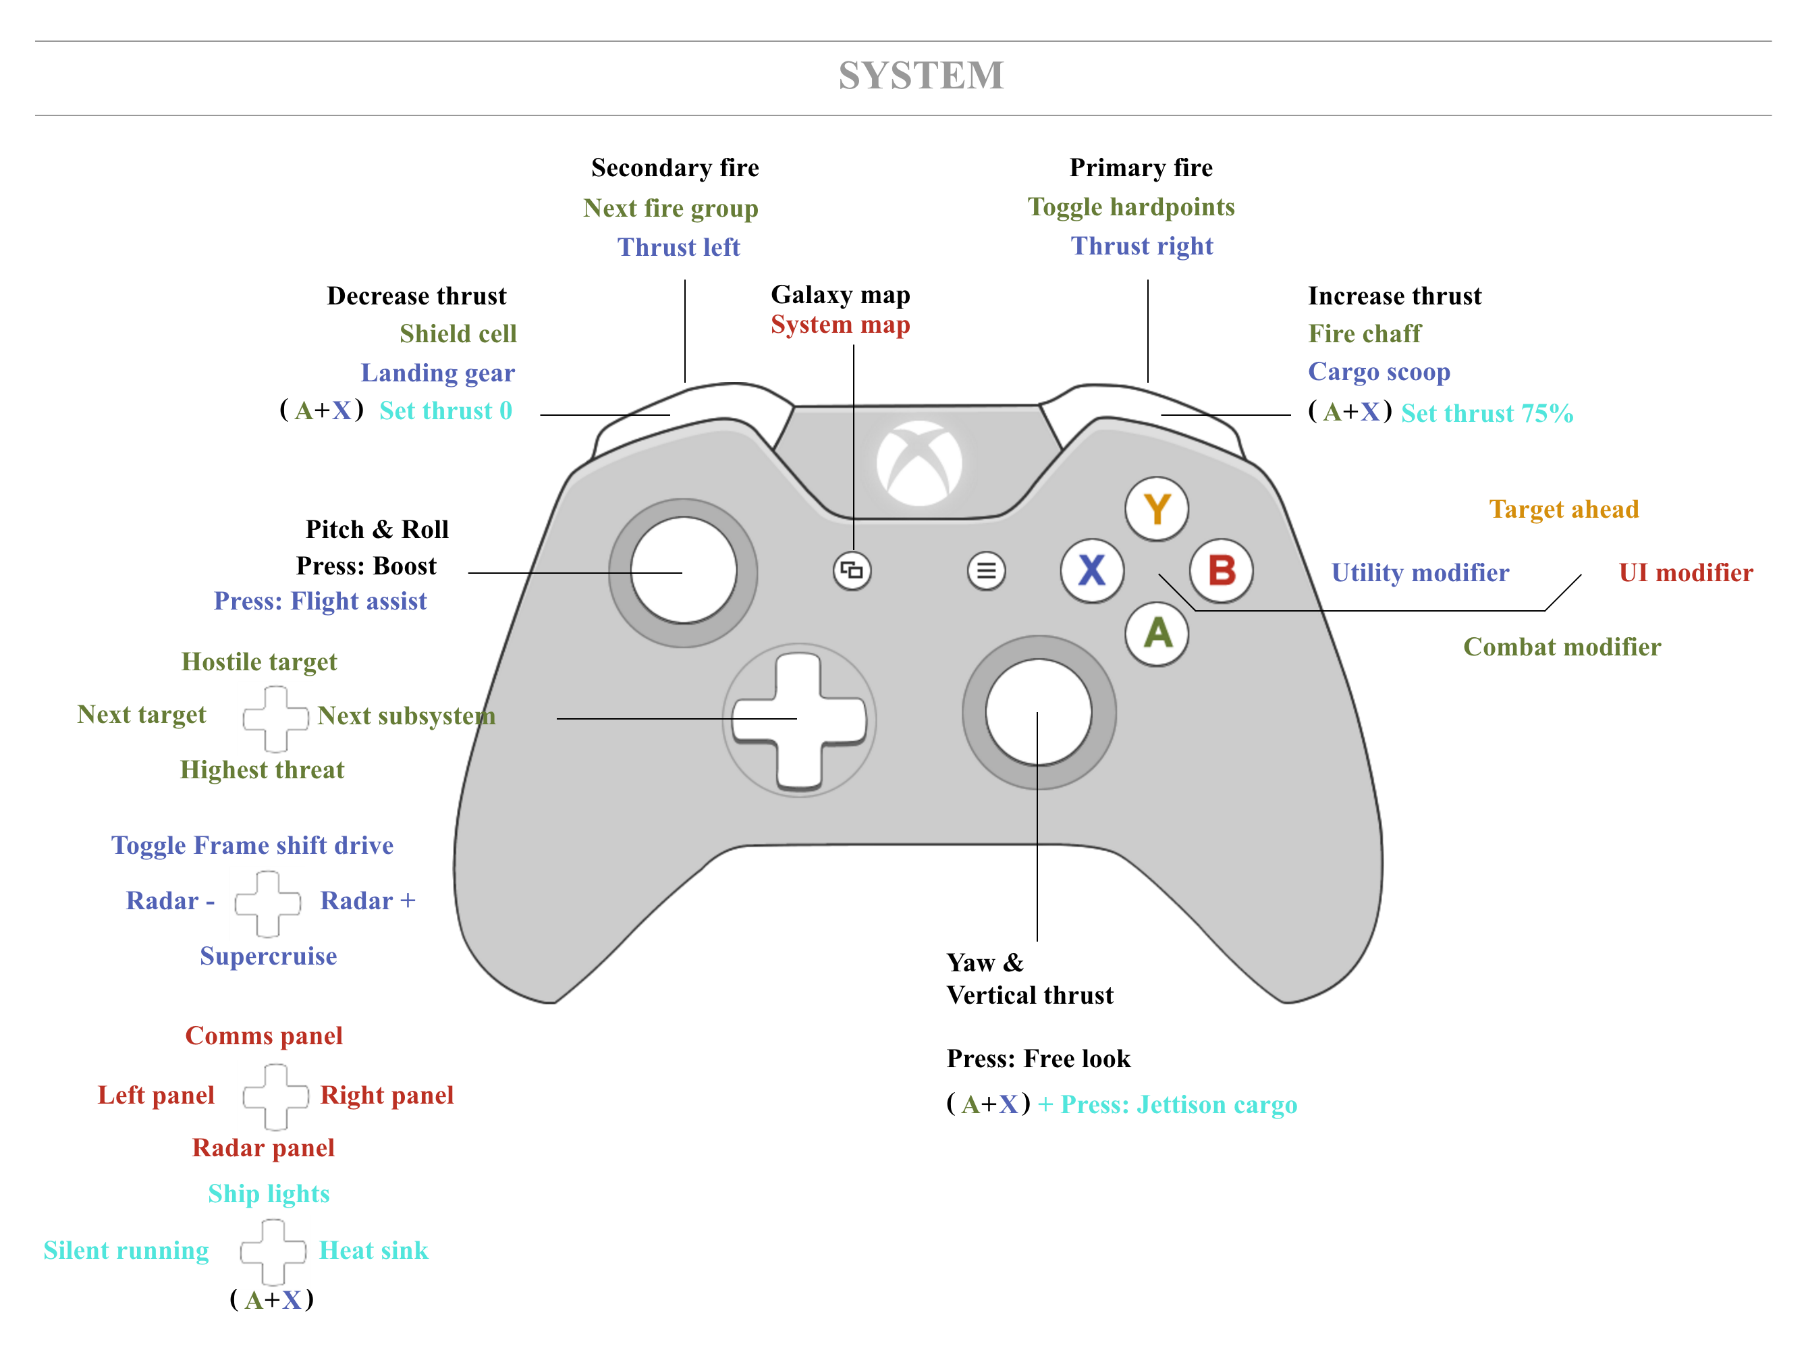 SYSTEM
Secondary fire
Next fire group
Thrust left
Primary fire
Toggle hardpoints
Thrust right
Decrease thrust
Shield cell
Landing gear
( A+X ) Set thrust 0
Galaxy map
System map
Increase thrust
Fire chaff
Cargo scoop
( A+X ) Set thrust 75%
Pitch & Roll
Press: Boost
Press: Flight assist
Y
X
B
A
Target ahead
Utility modifier
UI modifier
Combat modifier
Hostile target
Next target
Next subsystem
Highest threat
Toggle Frame shift drive
Radar -
Radar +
Supercruise
Comms panel
Left panel
Right panel
Radar panel
Ship lights
Silent running
Heat sink
( A+X )
Yaw &
Vertical thrust
Press: Free look
( A+X ) + Press: Jettison cargo